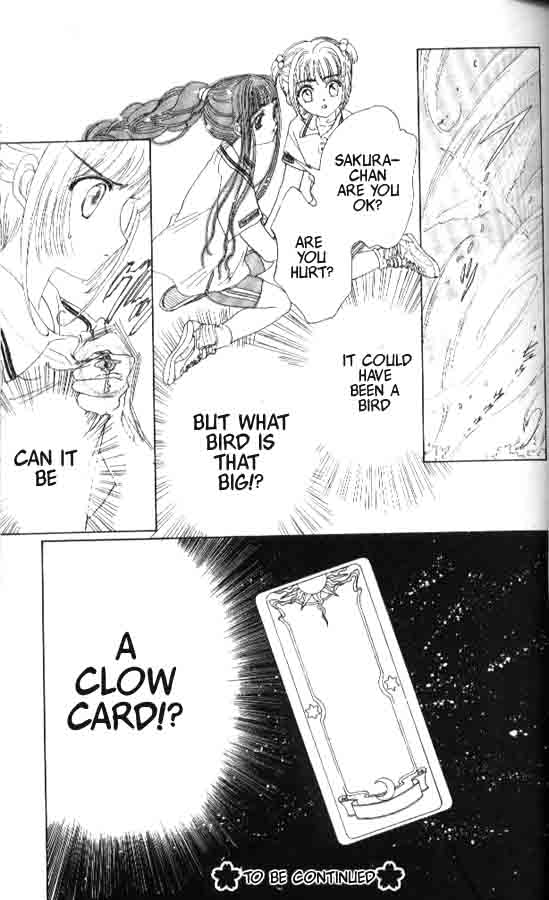 SAKURA-
CHAN
ARE YOU
OK?
ARE
YOU
HURT?
IT COULD
HAVE
BEEN A
BIRD
BUT WHAT
BIRD IS
THAT
BIG!?
CAN IT
BE
A
CLOW
CARD!?
TO BE CONTINUED